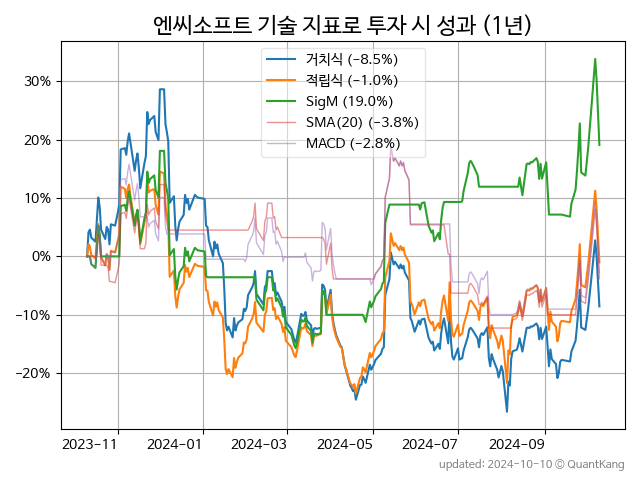 엔씨소프트 기술 지표로 투자 시 성과 (1년)
거치식 (−8.5%)
적립식 (−1.0%)
SigM (19.0%)
SMA(20) (−3.8%)
MACD (−2.8%)
30%
20%
10%
0%
−10%
−20%
2023-11 2024-01 2024-03 2024-05 2024-07 2024-09
updated: 2024-10-10 © QuantKang